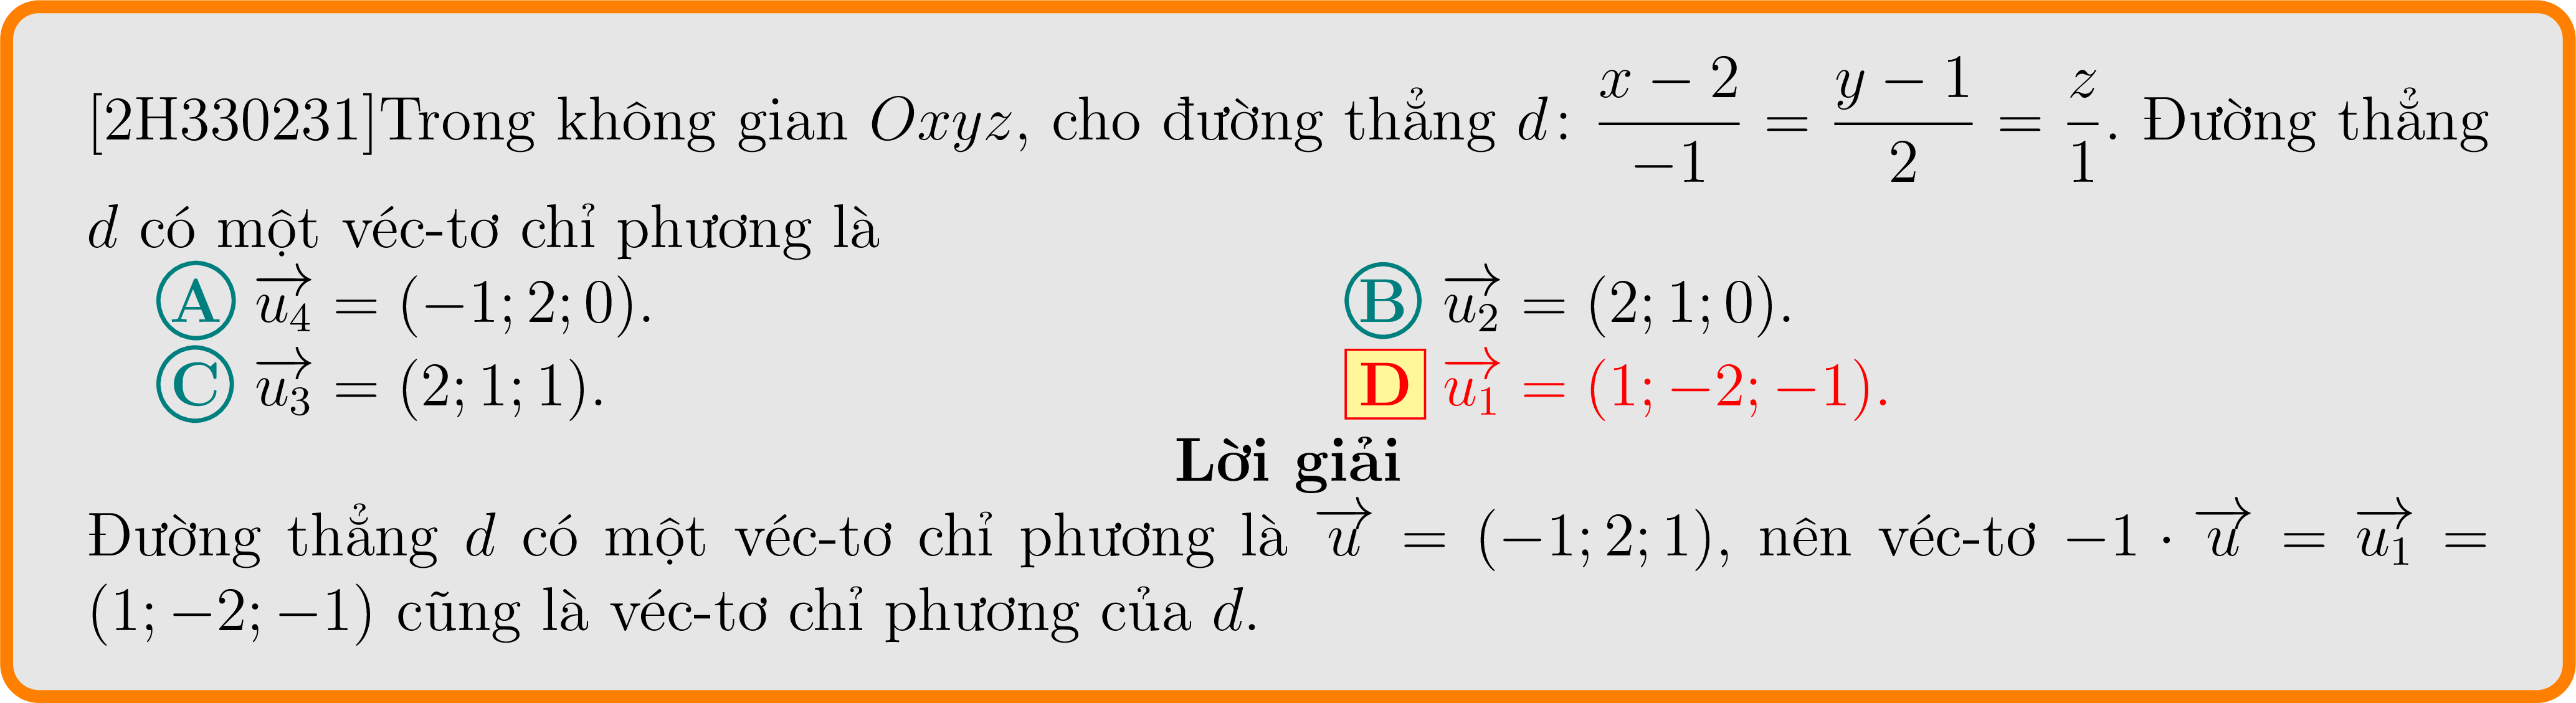 [2H330231]Trong không gian $Oxyz$, cho đường thẳng $d$: $\dfrac{x-2}{-1} = \dfrac{y-1}{2} = \dfrac{z}{1}$. Đường thẳng
$d$ có một véc-tơ chỉ phương là
A $\overrightarrow{u_4} = (-1; 2; 0)$. B $\overrightarrow{u_2} = (2; 1; 0)$.
C $\overrightarrow{u_3} = (2; 1; 1)$. D $\overrightarrow{u_1} = (1; -2; -1)$.
Lời giải
Đường thẳng $d$ có một véc-tơ chỉ phương là $\overrightarrow{u} = (-1; 2; 1)$, nên véc-tơ $-1 \cdot \overrightarrow{u} = \overrightarrow{u_1} =$
$(1; -2; -1)$ cũng là véc-tơ chỉ phương của $d$.